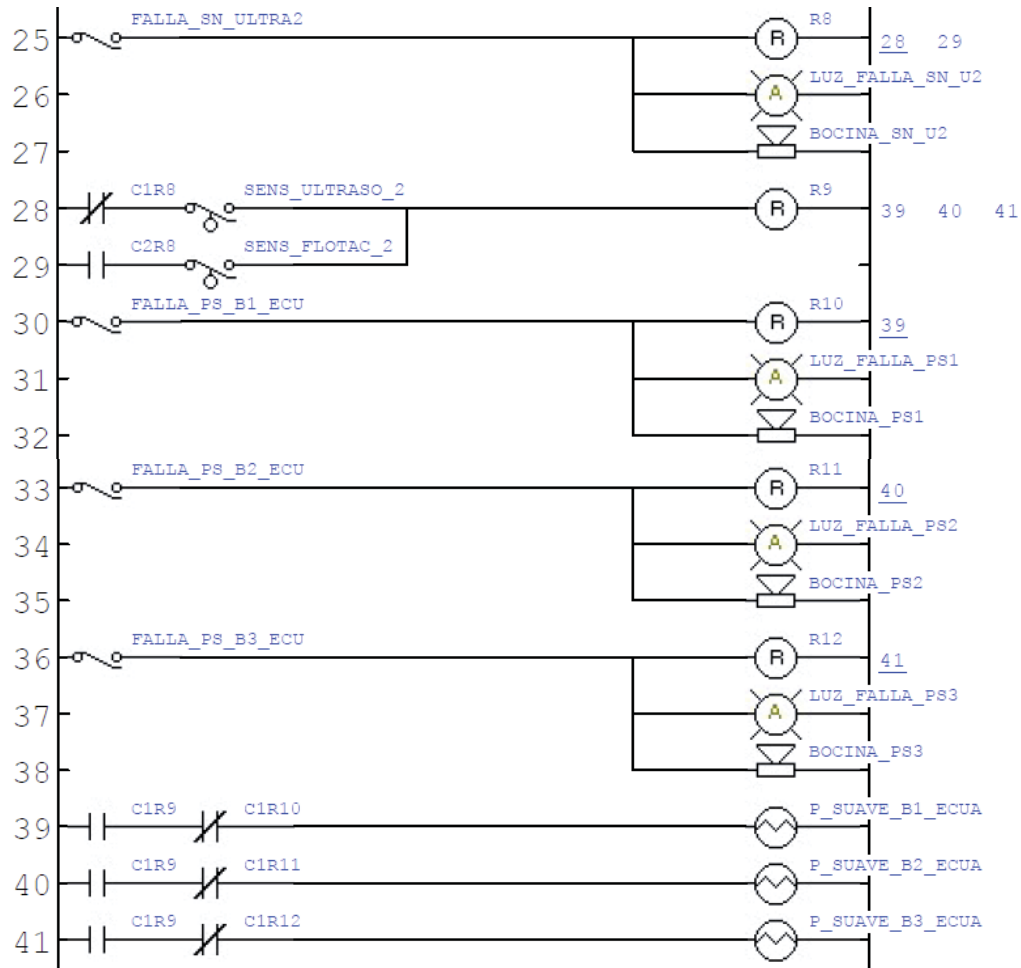 FALLA_SN_ULTRA2 R8
25 R 28 29
LUZ_FALLA_SN_U2
26 A
BOCINA_SN_U2
27
C1R8 SENS_ULTRASO_2 R9
28 R 39 40 41
C2R8 SENS_FLOTAC_2
29
FALLA_PS_B1_ECU R10
30 R 39
LUZ_FALLA_PS1
31 A
BOCINA_PS1
32
FALLA_PS_B2_ECU R11
33 R 40
LUZ_FALLA_PS2
34 A
BOCINA_PS2
35
FALLA_PS_B3_ECU R12
36 R 41
LUZ_FALLA_PS3
37 A
BOCINA_PS3
38
C1R9 C1R10 P_SUAVE_B1_ECUA
39
C1R9 C1R11 P_SUAVE_B2_ECUA
40
C1R9 C1R12 P_SUAVE_B3_ECUA
41